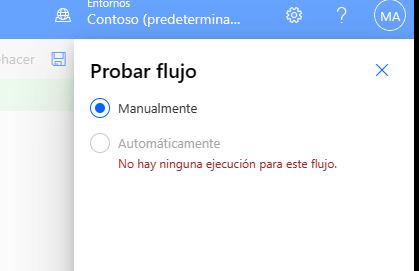 Entornos
Contoso (predetermina...
MA
hacer
Probar flujo
Manualmente
Automáticamente
No hay ninguna ejecución para este flujo.